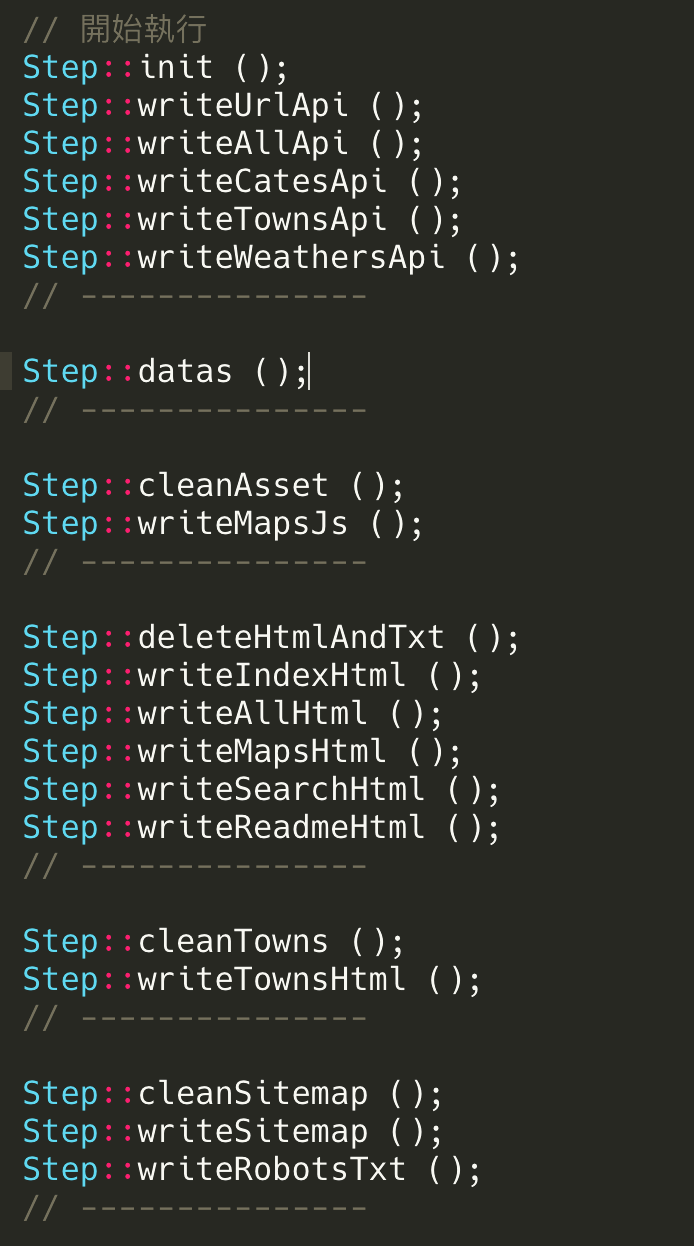 // 開始執行
Step::init ();
Step::writeUrlApi ();
Step::writeAllApi ();
Step::writeCatesApi ();
Step::writeTownsApi ();
Step::writeWeathersApi ();
// ---------------
Step::datas ();
// ---------------
Step::cleanAsset ();
Step::writeMapsJs ();
// ---------------
Step::deleteHtmlAndTxt ();
Step::writeIndexHtml ();
Step::writeAllHtml ();
Step::writeMapsHtml ();
Step::writeSearchHtml ();
Step::writeReadmeHtml ();
// ---------------
Step::cleanTowns ();
Step::writeTownsHtml ();
// ---------------
Step::cleanSitemap ();
Step::writeSitemap ();
Step::writeRobotsTxt ();
// ---------------